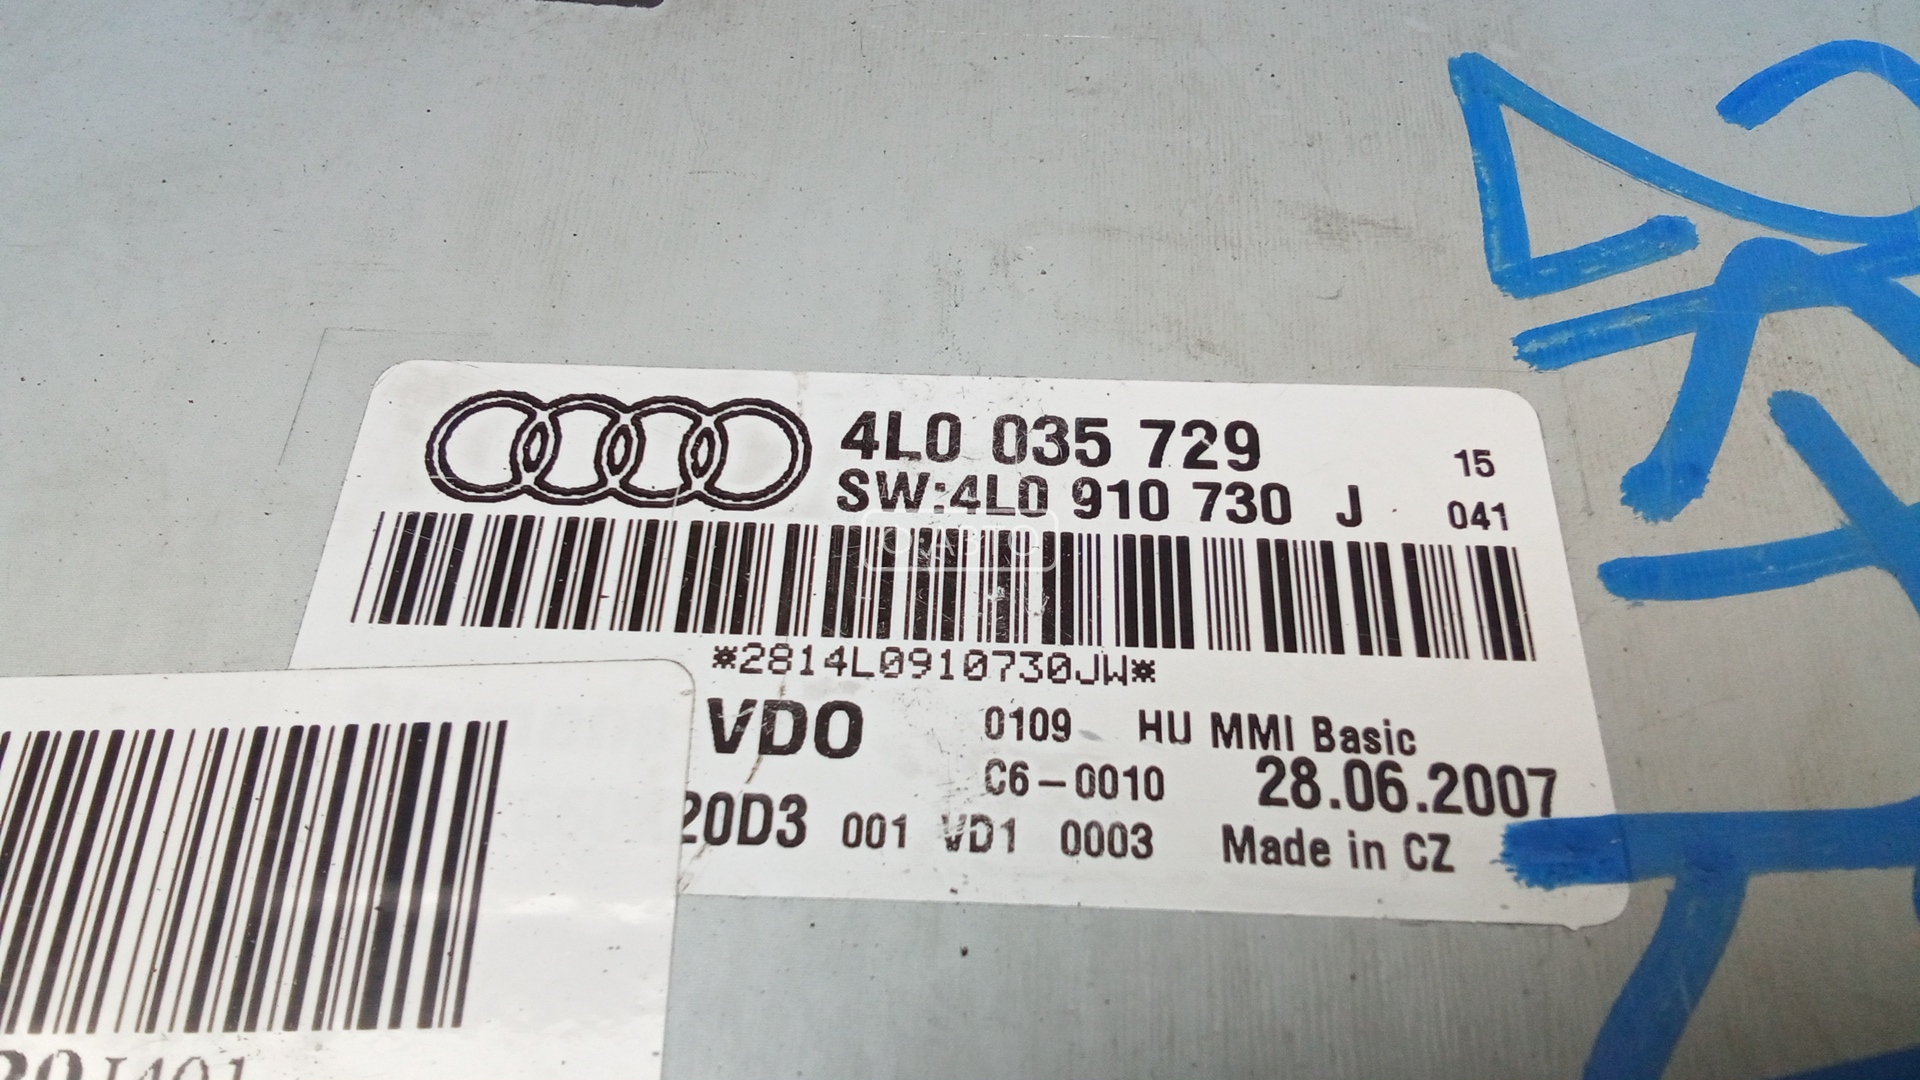 4L0 035 729 15
SW:4L0 910 730 J 041
*2814L0910730JW*
VDO 0109 HU MMI Basic
C6-0010 28.06.2007
20D3 001 VD1 0003 Made in CZ